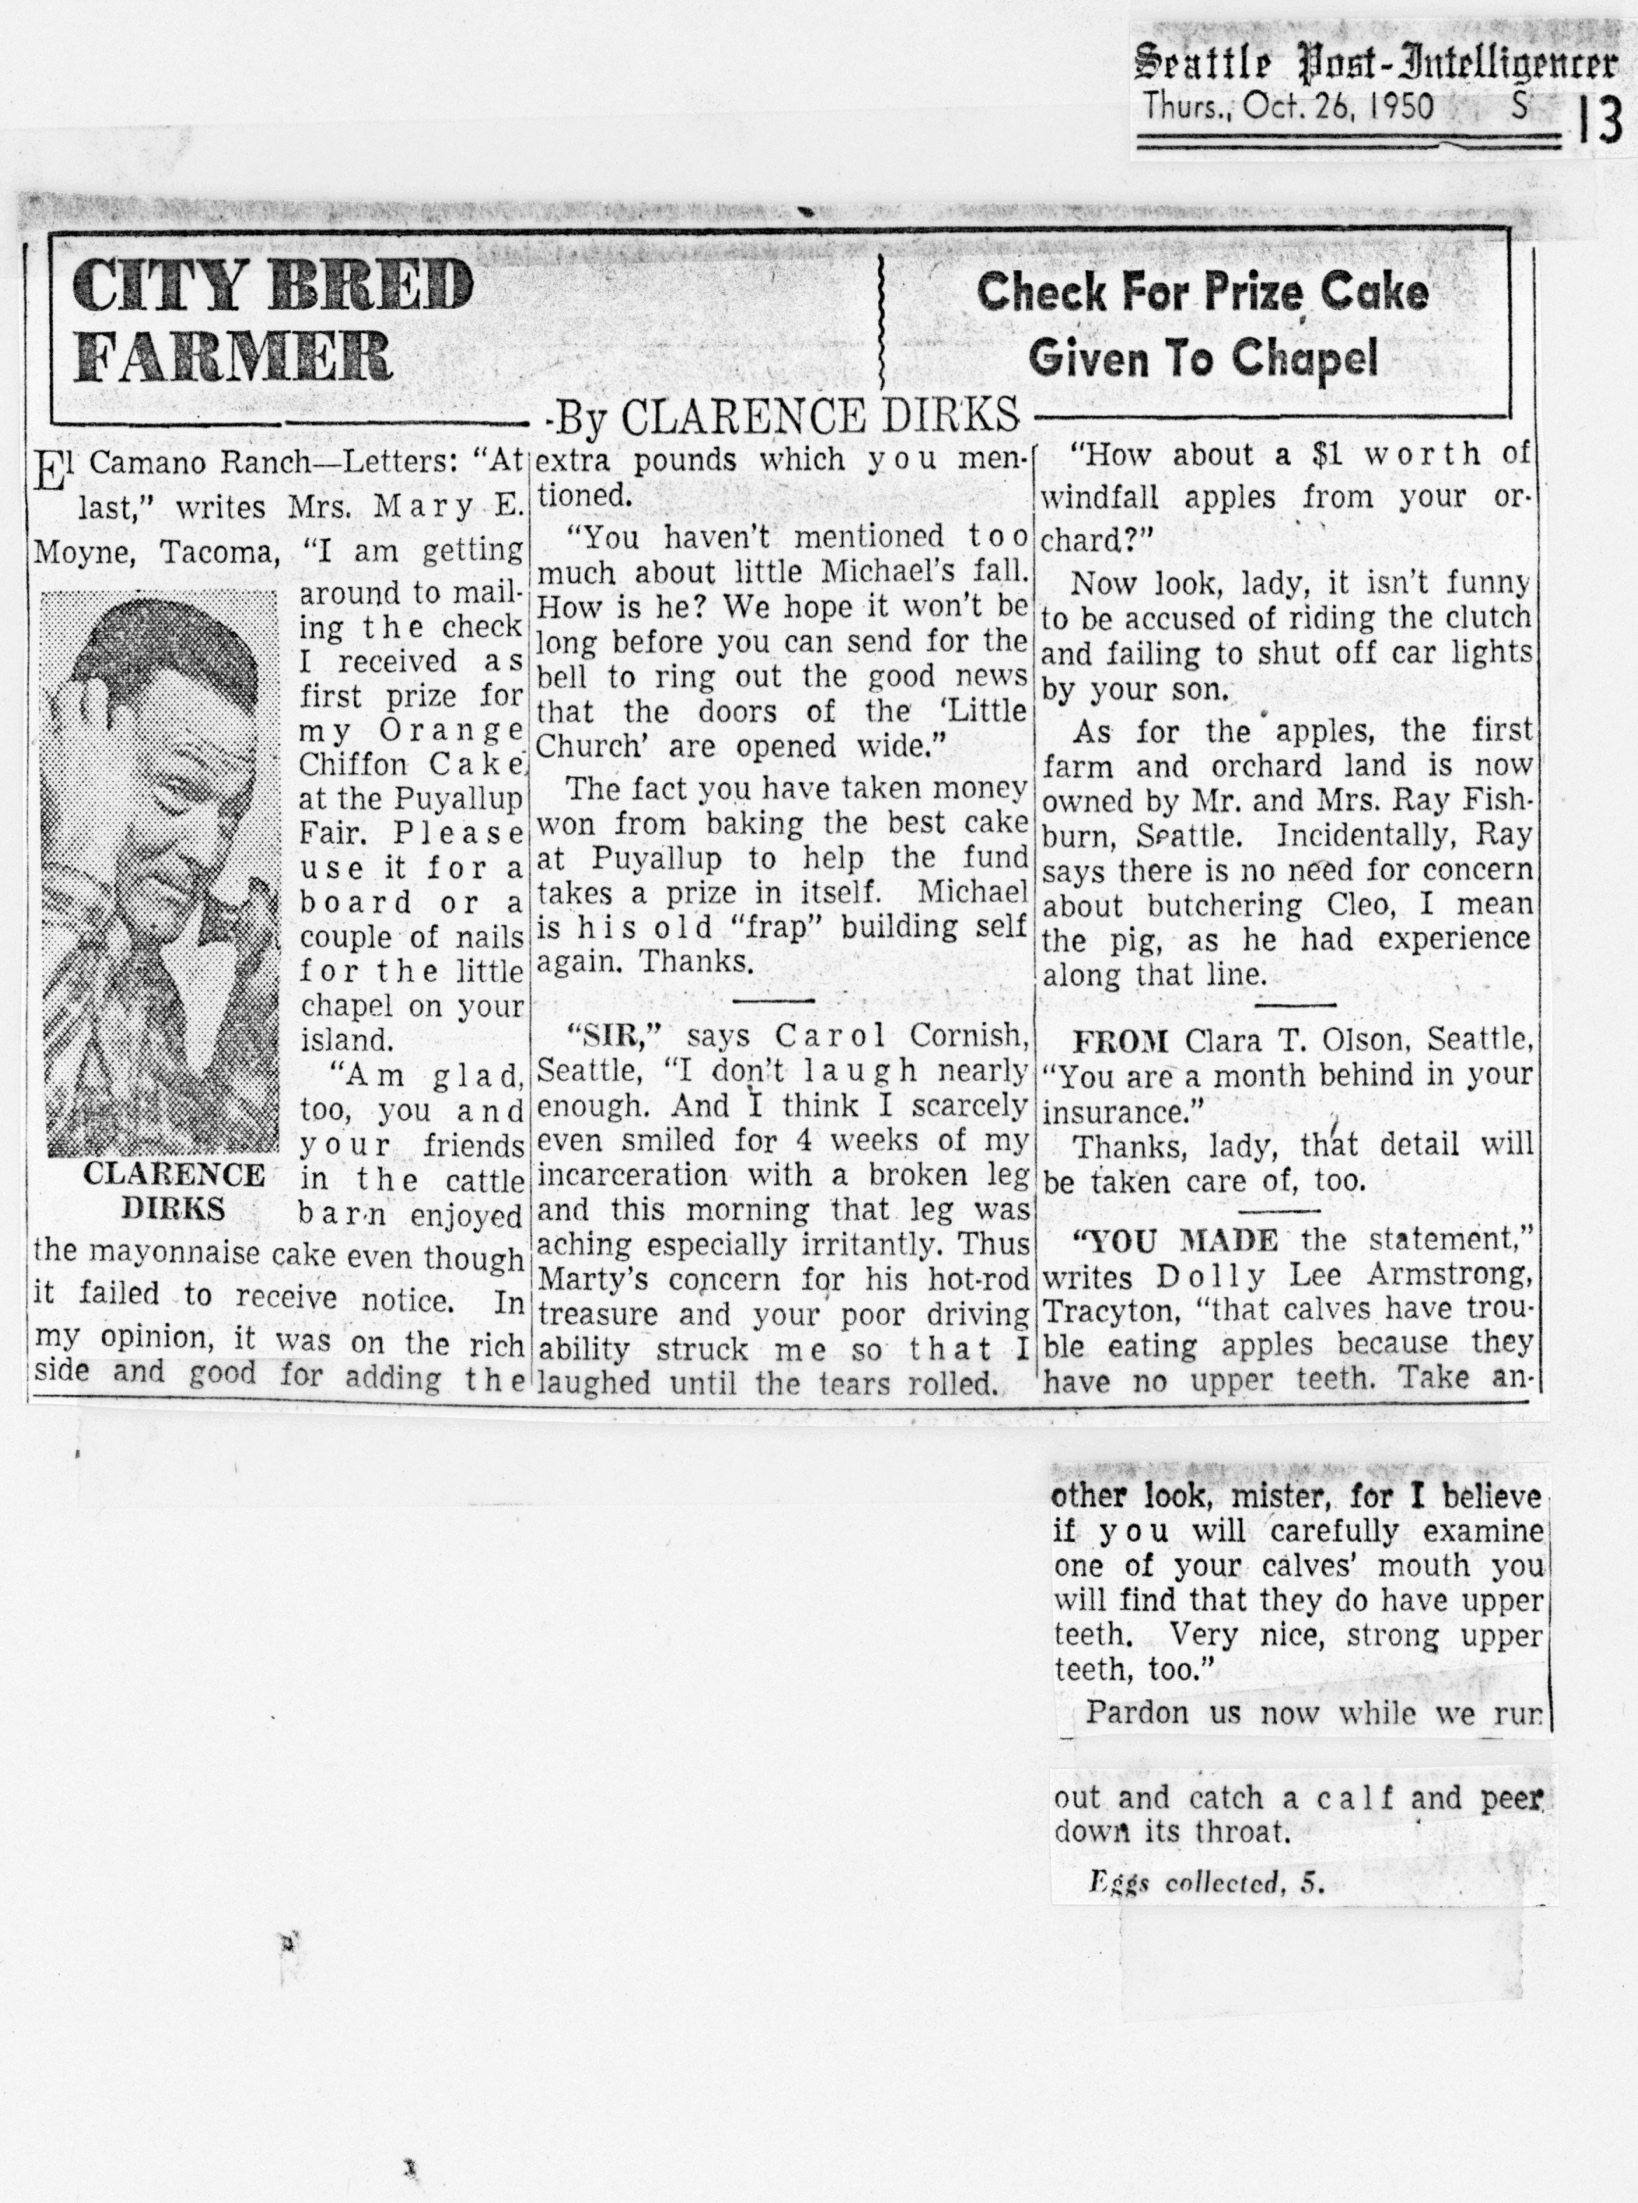 Seattle Post-Intelligencer
Thurs., Oct. 26, 1950 S 13
CITY BRED
FARMER
Check For Prize Cake
Given To Chapel
-By CLARENCE DIRKS
El Camano Ranch—Letters: “At
last,” writes Mrs. Mary E.
Moyne, Tacoma, “I am getting
around to mail-
ing the check
I received as
first prize for
my Orange
Chiffon Cake
at the Puyallup
Fair. Please
use it for a
board or a
couple of nails
for the little
chapel on your
island.
“Am glad,
too, you and
your friends
in the cattle
barn enjoyed
CLARENCE
DIRKS
the mayonnaise cake even though
it failed to receive notice. In
my opinion, it was on the rich
side and good for adding the
extra pounds which you men-
tioned.
“You haven't mentioned too
much about little Michael's fall.
How is he? We hope it won't be
long before you can send for the
bell to ring out the good news
that the doors of the ‘Little
Church’ are opened wide.”
The fact you have taken money
won from baking the best cake
at Puyallup to help the fund
takes a prize in itself. Michael
is his old “frap” building self
again. Thanks.
“SIR,” says Carol Cornish,
Seattle, “I don't laugh nearly
enough. And I think I scarcely
even smiled for 4 weeks of my
incarceration with a broken leg
and this morning that leg was
aching especially irritantly. Thus
Marty's concern for his hot-rod
treasure and your poor driving
ability struck me so that I
laughed until the tears rolled.
“How about a $1 worth of
windfall apples from your or-
chard?”
Now look, lady, it isn't funny
to be accused of riding the clutch
and failing to shut off car lights
by your son.
As for the apples, the first
farm and orchard land is now
owned by Mr. and Mrs. Ray Fish-
burn, Seattle. Incidentally, Ray
says there is no need for concern
about butchering Cleo, I mean
the pig, as he had experience
along that line.
FROM Clara T. Olson, Seattle,
“You are a month behind in your
insurance.”
Thanks, lady, that detail will
be taken care of, too.
“YOU MADE the statement,”
writes Dolly Lee Armstrong,
Tracyton, “that calves have trou-
ble eating apples because they
have no upper teeth. Take an-
other look, mister, for I believe
if you will carefully examine
one of your calves' mouth you
will find that they do have upper
teeth. Very nice, strong upper
teeth, too.”
Pardon us now while we run
out and catch a calf and peer
down its throat.
Eggs collected, 5.